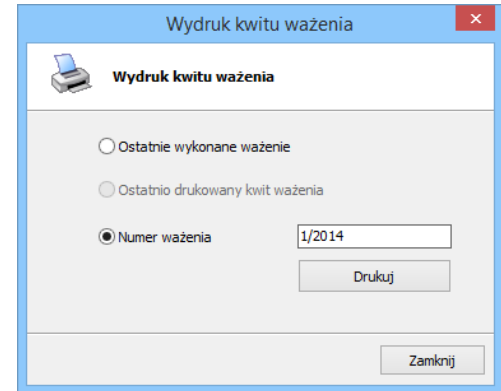 Wydruk kwitu ważenia
Wydruk kwitu ważenia
Ostatnie wykonane ważenie
Ostatnio drukowany kwit ważenia
Numer ważenia 1/2014
Drukuj
Zamknij